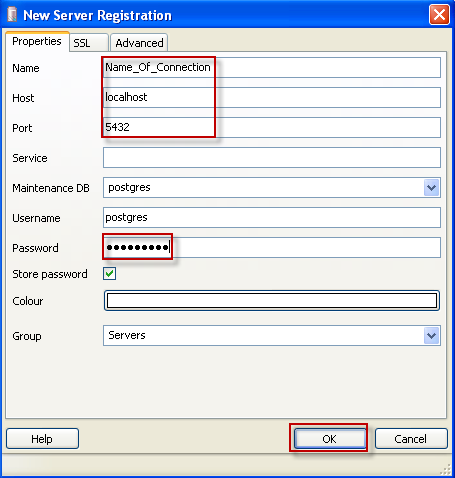 New Server Registration
Properties SSL Advanced
Name Name_Of_Connection
Host localhost
Port 5432
Service
Maintenance DB postgres
Username postgres
Password ●●●●●●●●●
Store password
Colour
Group Servers
Help OK Cancel